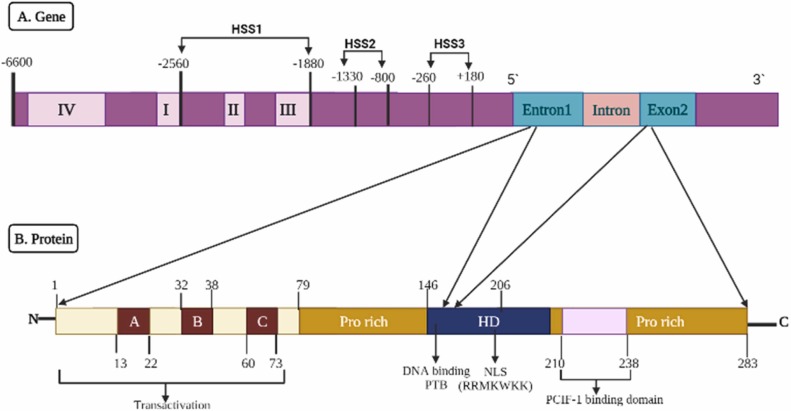 A. Gene
HSS1
HSS2
HSS3
-6600
-2560
-1880
-1330
-800
-260
+180
5`
3`
IV
I
II
III
Entron1
Intron
Exon2
B. Protein
1
32
38
79
146
206
N
A
B
C
Pro rich
HD
Pro rich
C
13
22
60
73
DNA binding
PTB
NLS
(RRMKWKK)
210
238
283
Transactivation
PCIF-1 binding domain